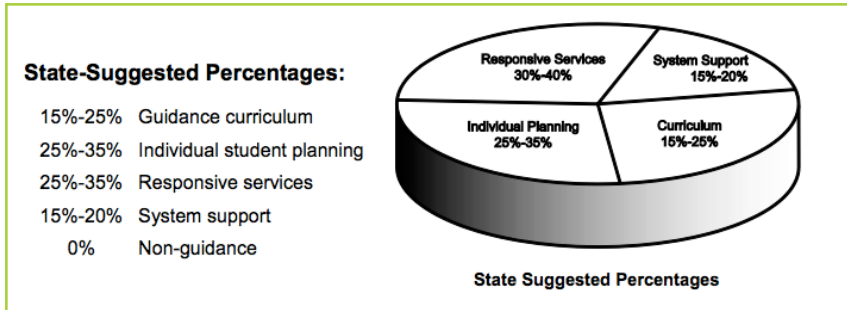 State-Suggested Percentages:
15%-25% Guidance curriculum
25%-35% Individual student planning
25%-35% Responsive services
15%-20% System support
0% Non-guidance
Responsive Services
30%-40%
System Support
15%-20%
Individual Planning
25%-35%
Curriculum
15%-25%
State Suggested Percentages